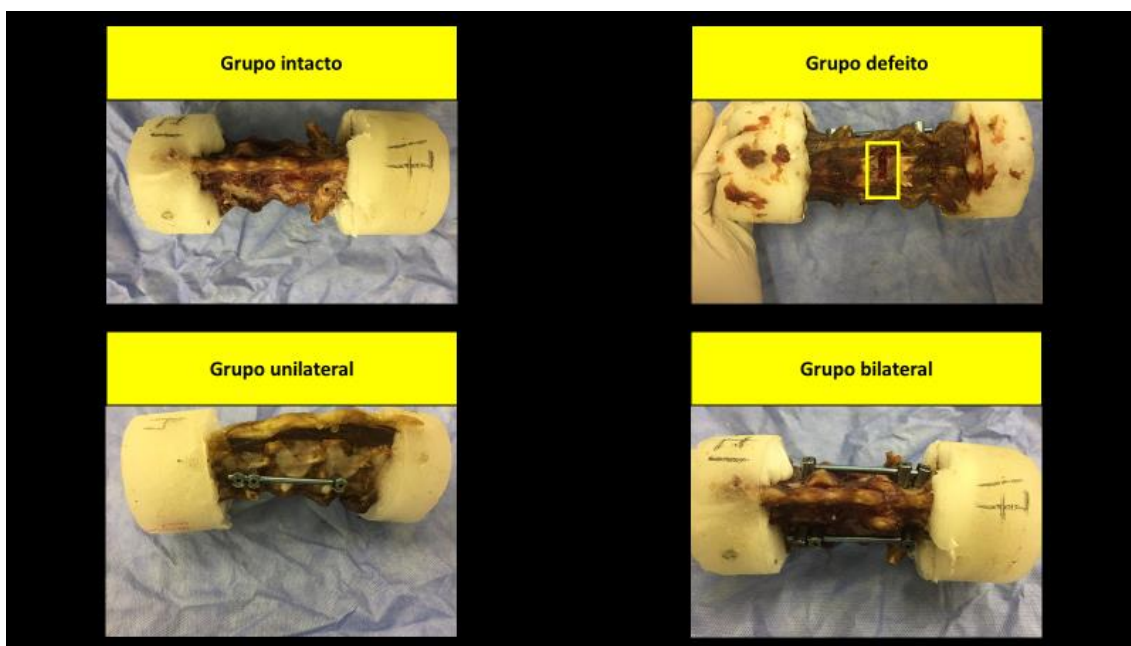 Grupo intacto
Grupo defeito
Grupo unilateral
Grupo bilateral